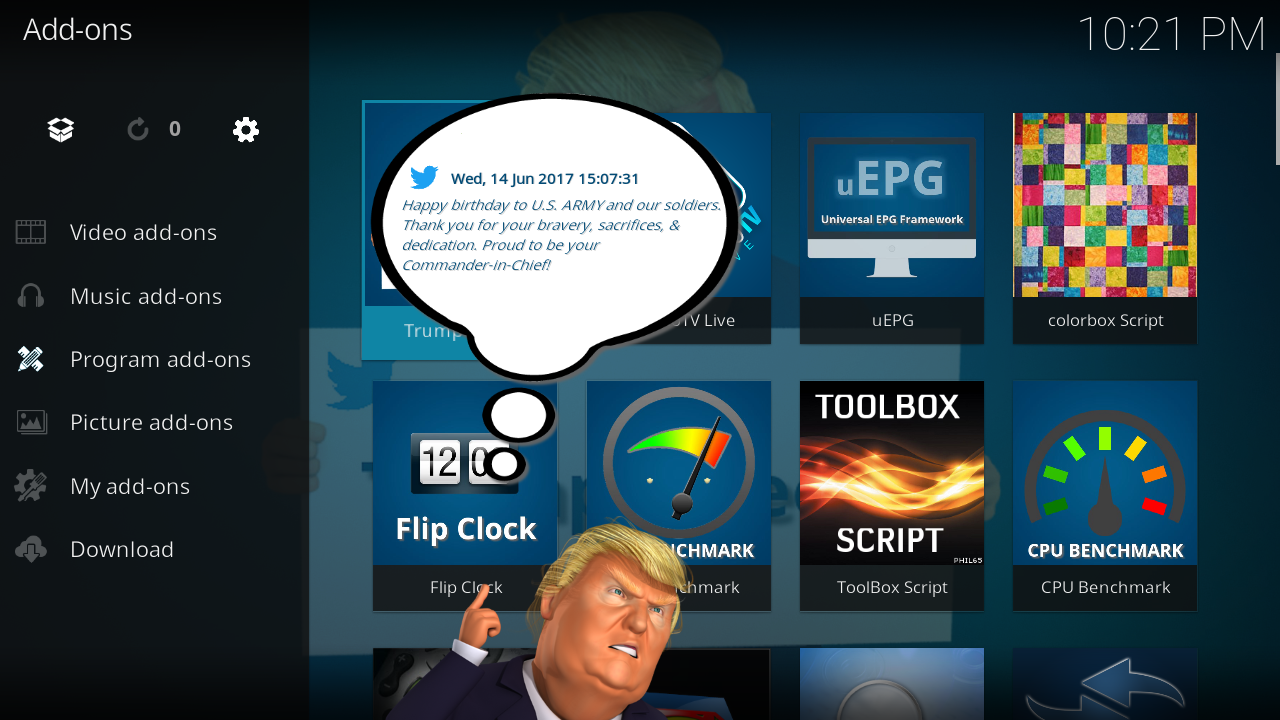 Add-ons
10:21 PM
0
Video add-ons
Music add-ons
Program add-ons
Picture add-ons
My add-ons
Download
Wed, 14 Jun 2017 15:07:31
Happy birthday to U.S. ARMY and our soldiers.
Thank you for your bravery, sacrifices, &
dedication. Proud to be your
Commander-in-Chief!
uEPG
Universal EPG Framework
Trump
TV Live
uEPG
colorbox Script
12
Flip Clock
TOOLBOX
SCRIPT
PHIL65
CPU BENCHMARK
Flip Clock
ToolBox Script
CPU Benchmark